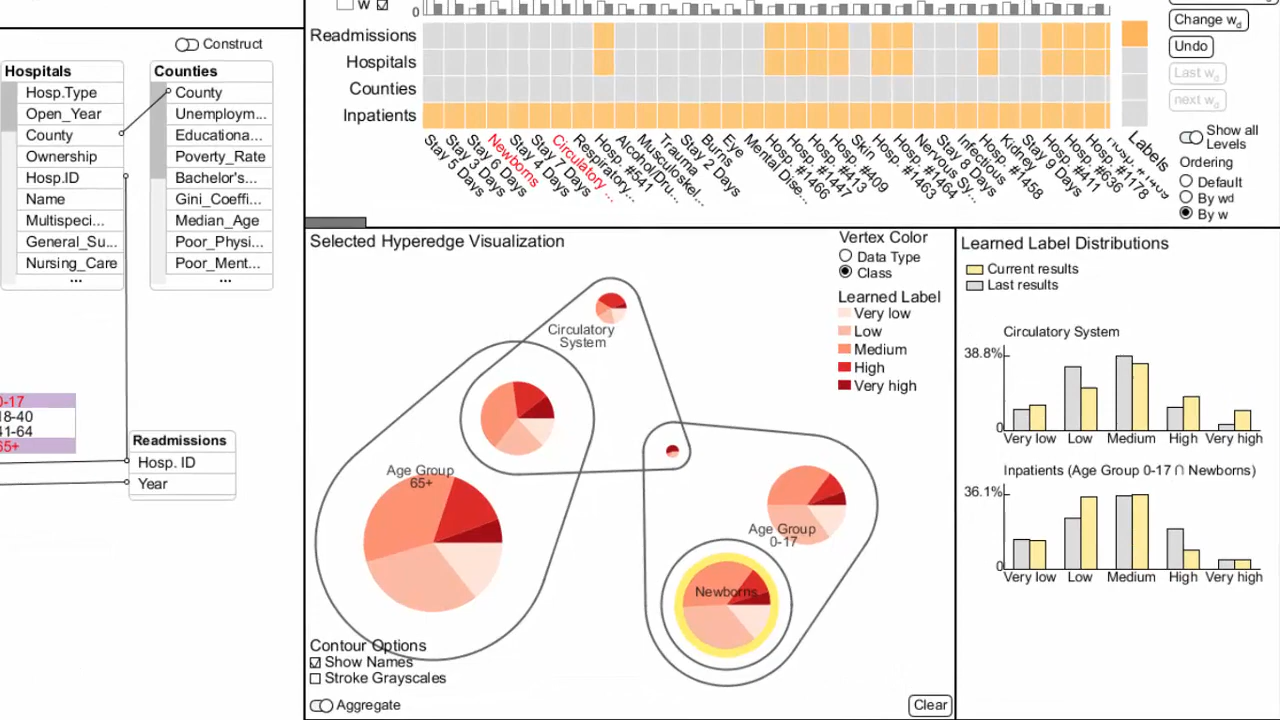 w
0
Change wd
Undo
Last wd
next wd
Show all
Levels
Ordering
Default
By wd
By w
Readmissions
Hospitals
Counties
Inpatients
Stay 5 Days
Stay 3 Days
Stay 6 Days
Newborns
Stay 4 Days
Stay 7 Days
Circulatory ...
Respiratory...
Hosp. #541
Alcohol/Dru...
Musculoskel...
Trauma
Stay 2 Days
Burns
Eye
Mental Dise...
Hosp. #1466
Hosp. #1447
Hosp. #413
Hosp. #409
Skin
Hosp. #1464
Hosp. #1463
Nervous Sy...
Stay 8 Days
Infectious
Hosp. #1458
Kidney
Stay 9 Days
Hosp. #411
Hosp. #636
Hosp. #1178
Labels
Construct
Hospitals
Hosp.Type
Open_Year
County
Ownership
Hosp.ID
Name
Multispeci...
General_Su...
Nursing_Care
...
Counties
County
Unemploym...
Educationa...
Poverty_Rate
Bachelor's...
Gini_Coeffi...
Median_Age
Poor_Physi...
Poor_Ment...
...
0-17
18-40
41-64
65+
Readmissions
Hosp. ID
Year
Selected Hyperedge Visualization
Vertex Color
Data Type
Class
Learned Label
Very low
Low
Medium
High
Very high
Circulatory
System
Age Group
65+
Age Group
0-17
Newborns
Contour Options
Show Names
Stroke Grayscales
Aggregate
Clear
Learned Label Distributions
Current results
Last results
Circulatory System
38.8%
0
Very low Low Medium High Very high
Inpatients (Age Group 0-17 ∩ Newborns)
36.1%
0
Very low Low Medium High Very high